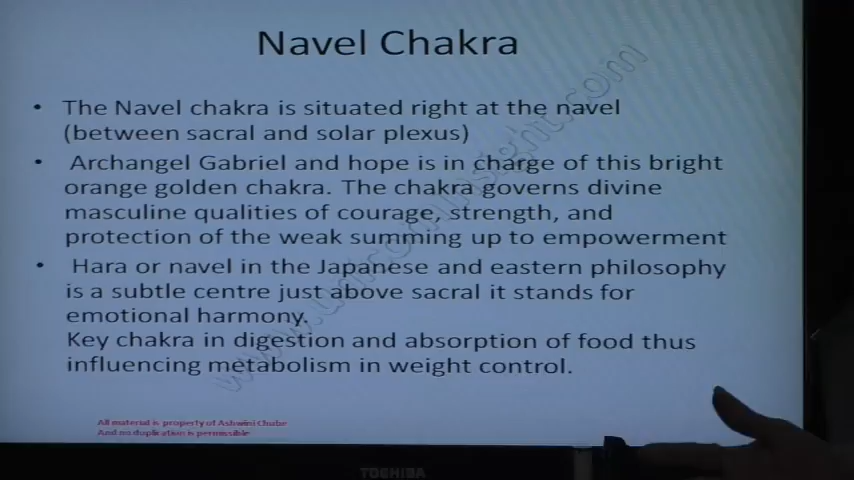 Navel Chakra
• The Navel chakra is situated right at the navel
(between sacral and solar plexus)
• Archangel Gabriel and hope is in charge of this bright
orange golden chakra. The chakra governs divine
masculine qualities of courage, strength, and
protection of the weak summing up to empowerment
• Hara or navel in the Japanese and eastern philosophy
is a subtle centre just above sacral it stands for
emotional harmony.
Key chakra in digestion and absorption of food thus
influencing metabolism in weight control.
All material is property of Ashwini Chube
And no duplication is permissible
TOSHIBA